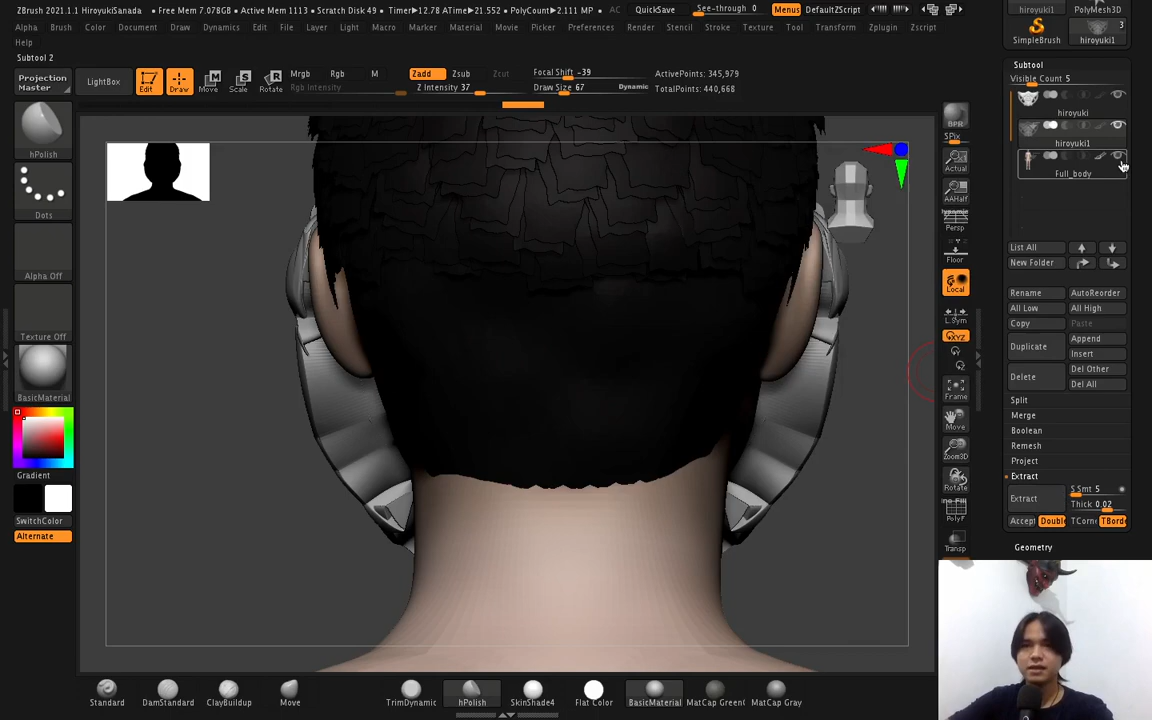 ZBrush 2021.1.1 HiroyukiSanada ● Free Mem 7.078GB ● Active Mem 1113 ● Scratch Disk 49 ● Timer▶12.78 ATime▶21.552 ● PolyCount▶2.111 MP ● AC QuickSave See-through 0 Menus DefaultZScript
hiroyuki1 PolyMesh3D
Alpha Brush Color Document Draw Dynamics Edit File Layer Light Macro Marker Material Movie Picker Preferences Render Stencil Stroke Texture Tool Transform Zplugin Zscript
Help
SimpleBrush hiroyuki1 3
Subtool 2
Subtool
Projection Master LightBox Edit Draw Move Scale Rotate
Mrgb Rgb M Zadd Zsub Zcut Focal Shift -39 ActivePoints: 345,979
Rgb Intensity Z Intensity 37 Draw Size 67 Dynamic TotalPoints: 440,668
Visible Count 5
hiroyuki
hiroyuki1
Full_body
hPolish
Dots
Alpha Off
Texture Off
BasicMaterial
Gradient
SwitchColor
Alternate
BPR
SPix
Actual
AAHalf
Dynamic
Persp
Floor
Local
L.Sym
XYZ
Frame
Move
Zoom3D
Rotate
Line Fill
PolyF
Transp
List All
New Folder
Rename AutoReorder
All Low All High
Copy Paste
Duplicate Append
Insert
Delete Del Other
Del All
Split
Merge
Boolean
Remesh
Project
Extract
Extract S Smt 5
Thick 0.02
Accept Double TCorne TBorde
Geometry
Standard DamStandard ClayBuildup Move TrimDynamic hPolish SkinShade4 Flat Color BasicMaterial MatCap GreenC MatCap Gray